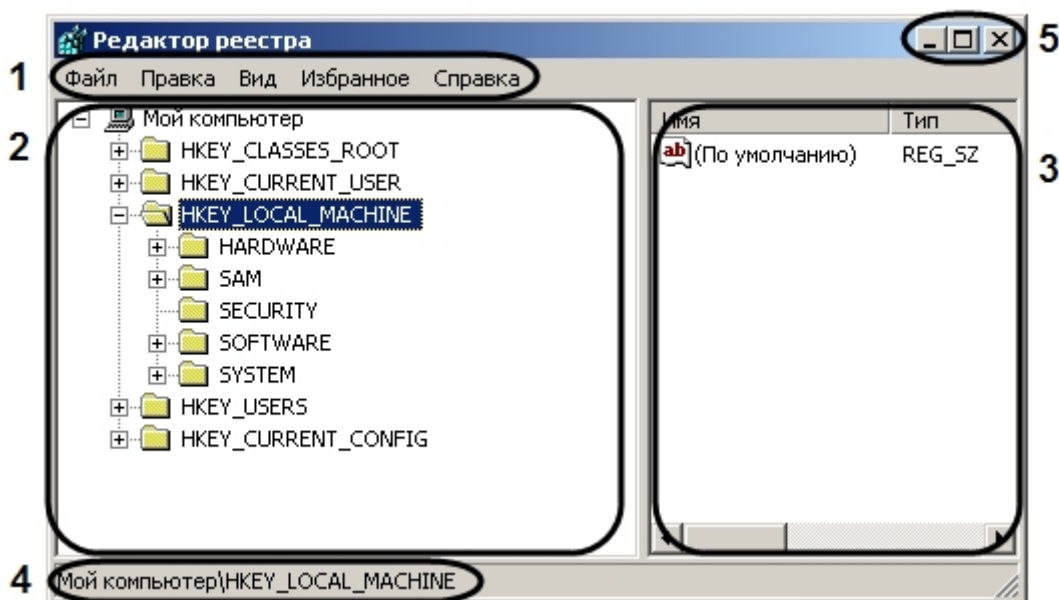 Редактор реестра
5
1
Файл Правка Вид Избранное Справка
2
Мой компьютер
HKEY_CLASSES_ROOT
HKEY_CURRENT_USER
HKEY_LOCAL_MACHINE
HARDWARE
SAM
SECURITY
SOFTWARE
SYSTEM
HKEY_USERS
HKEY_CURRENT_CONFIG
Имя Тип
ab (По умолчанию) REG_SZ
3
4
Мой компьютер\HKEY_LOCAL_MACHINE